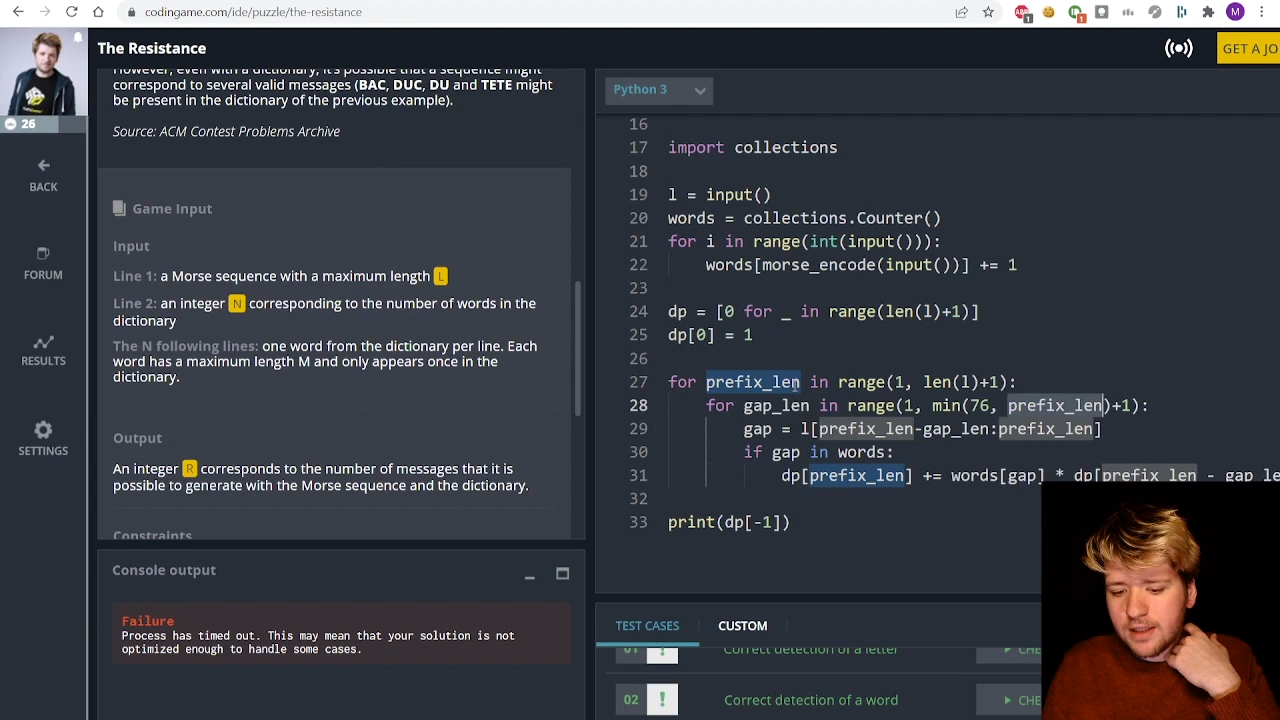 codingame.com/ide/puzzle/the-resistance
The Resistance
GET A JO
26
BACK
FORUM
RESULTS
SETTINGS
However, even with a dictionary, it's possible that a sequence might
correspond to several valid messages (BAC, DUC, DU and TETE might
be present in the dictionary of the previous example).
Source: ACM Contest Problems Archive
Game Input
Input
Line 1: a Morse sequence with a maximum length L
Line 2: an integer N corresponding to the number of words in the
dictionary
The N following lines: one word from the dictionary per line. Each
word has a maximum length M and only appears once in the
dictionary.
Output
An integer R corresponds to the number of messages that it is
possible to generate with the Morse sequence and the dictionary.
Constraints
Console output
Failure
Process has timed out. This may mean that your solution is not
optimized enough to handle some cases.
Python 3
16
17 import collections
18
19 l = input()
20 words = collections.Counter()
21 for i in range(int(input())):
22 words[morse_encode(input())] += 1
23
24 dp = [0 for _ in range(len(l)+1)]
25 dp[0] = 1
26
27 for prefix_len in range(1, len(l)+1):
28 for gap_len in range(1, min(76, prefix_len)+1):
29 gap = l[prefix_len-gap_len:prefix_len]
30 if gap in words:
31 dp[prefix_len] += words[gap] * dp[prefix_len - gap_le
32
33 print(dp[-1])
TEST CASES
CUSTOM
01 Correct detection of a letter
CHE
02 Correct detection of a word
CHE